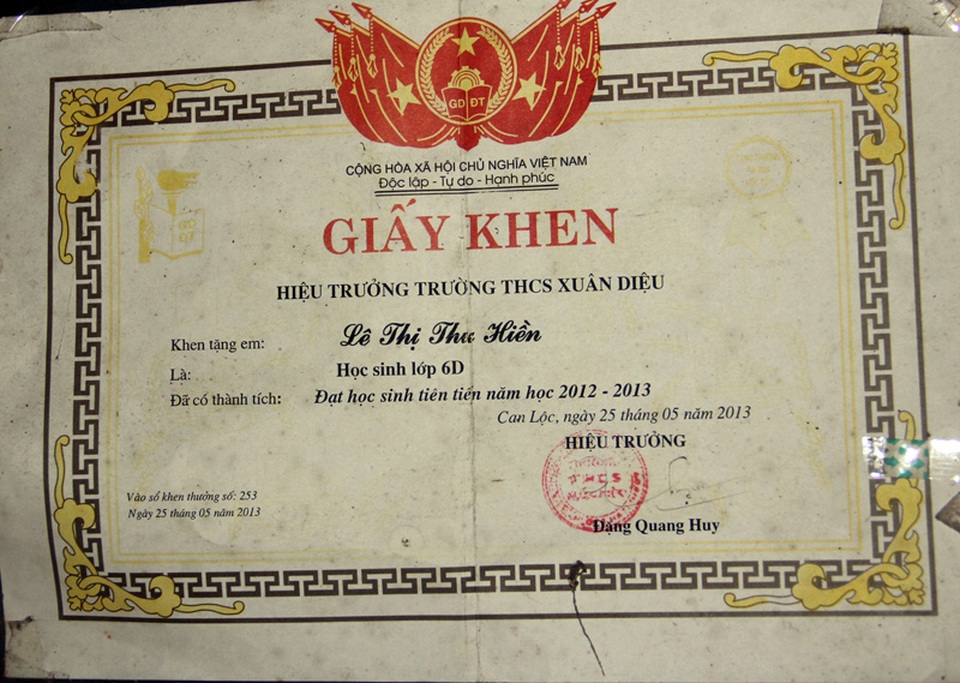 GD ĐT
CỘNG HÒA XÃ HỘI CHỦ NGHĨA VIỆT NAM
Độc lập - Tự do - Hạnh phúc
GIẤY KHEN
HIỆU TRƯỞNG TRƯỜNG THCS XUÂN DIỆU
Khen tặng em: Lê Thị Thu Hiền
Là: Học sinh lớp 6D
Đã có thành tích: Đạt học sinh tiên tiến năm học 2012 - 2013
Can Lộc, ngày 25 tháng 05 năm 2013
HIỆU TRƯỞNG
THCS
Vào sổ khen thưởng số: 253
Ngày 25 tháng 05 năm 2013
Đặng Quang Huy